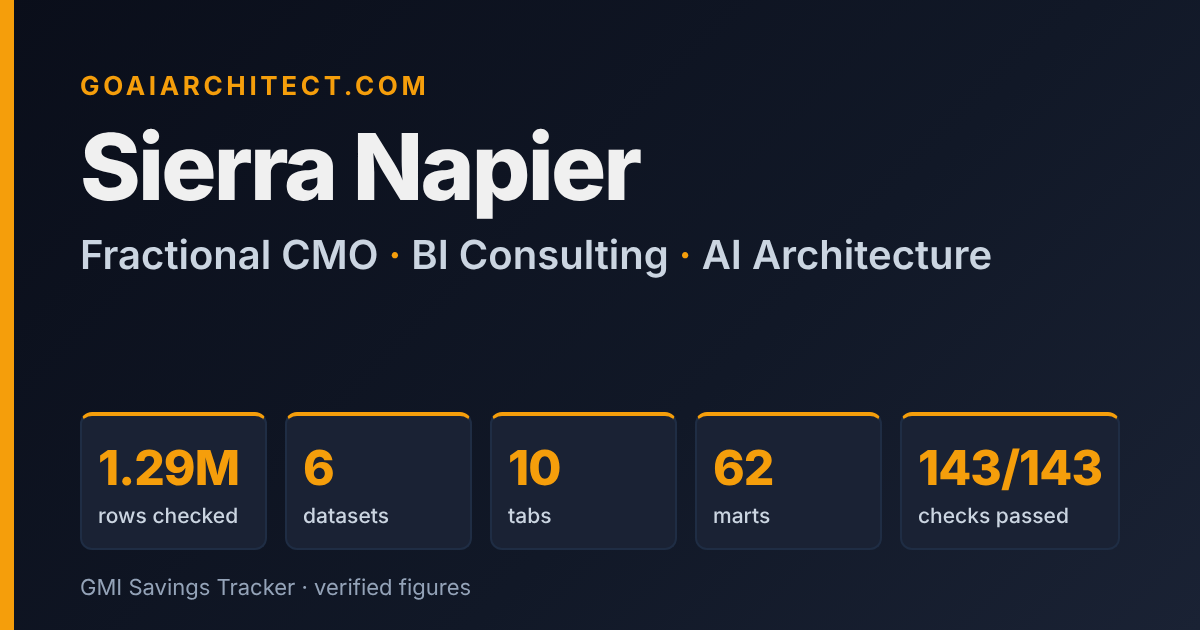 GOAIARCHITECT.COM
Sierra Napier
Fractional CMO · BI Consulting · AI Architecture
1.29M
rows checked
6
datasets
10
tabs
62
marts
143/143
checks passed
GMI Savings Tracker · verified figures